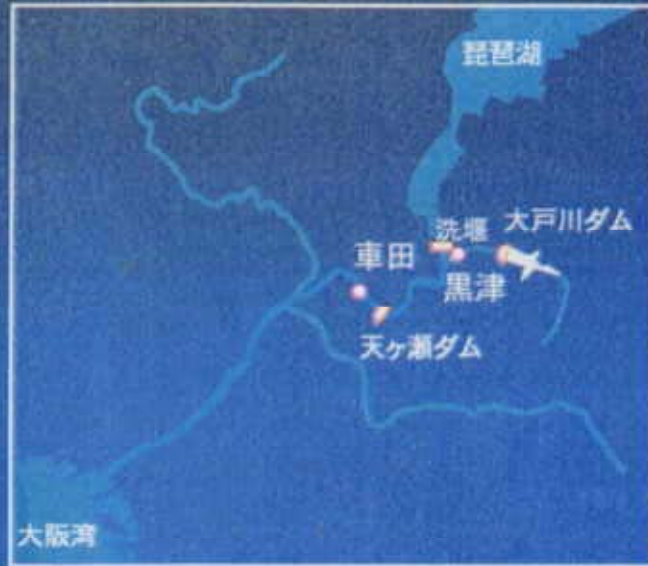 琵琶湖
大戸川ダム
洗堰
車田
黒津
天ヶ瀬ダム
大阪湾